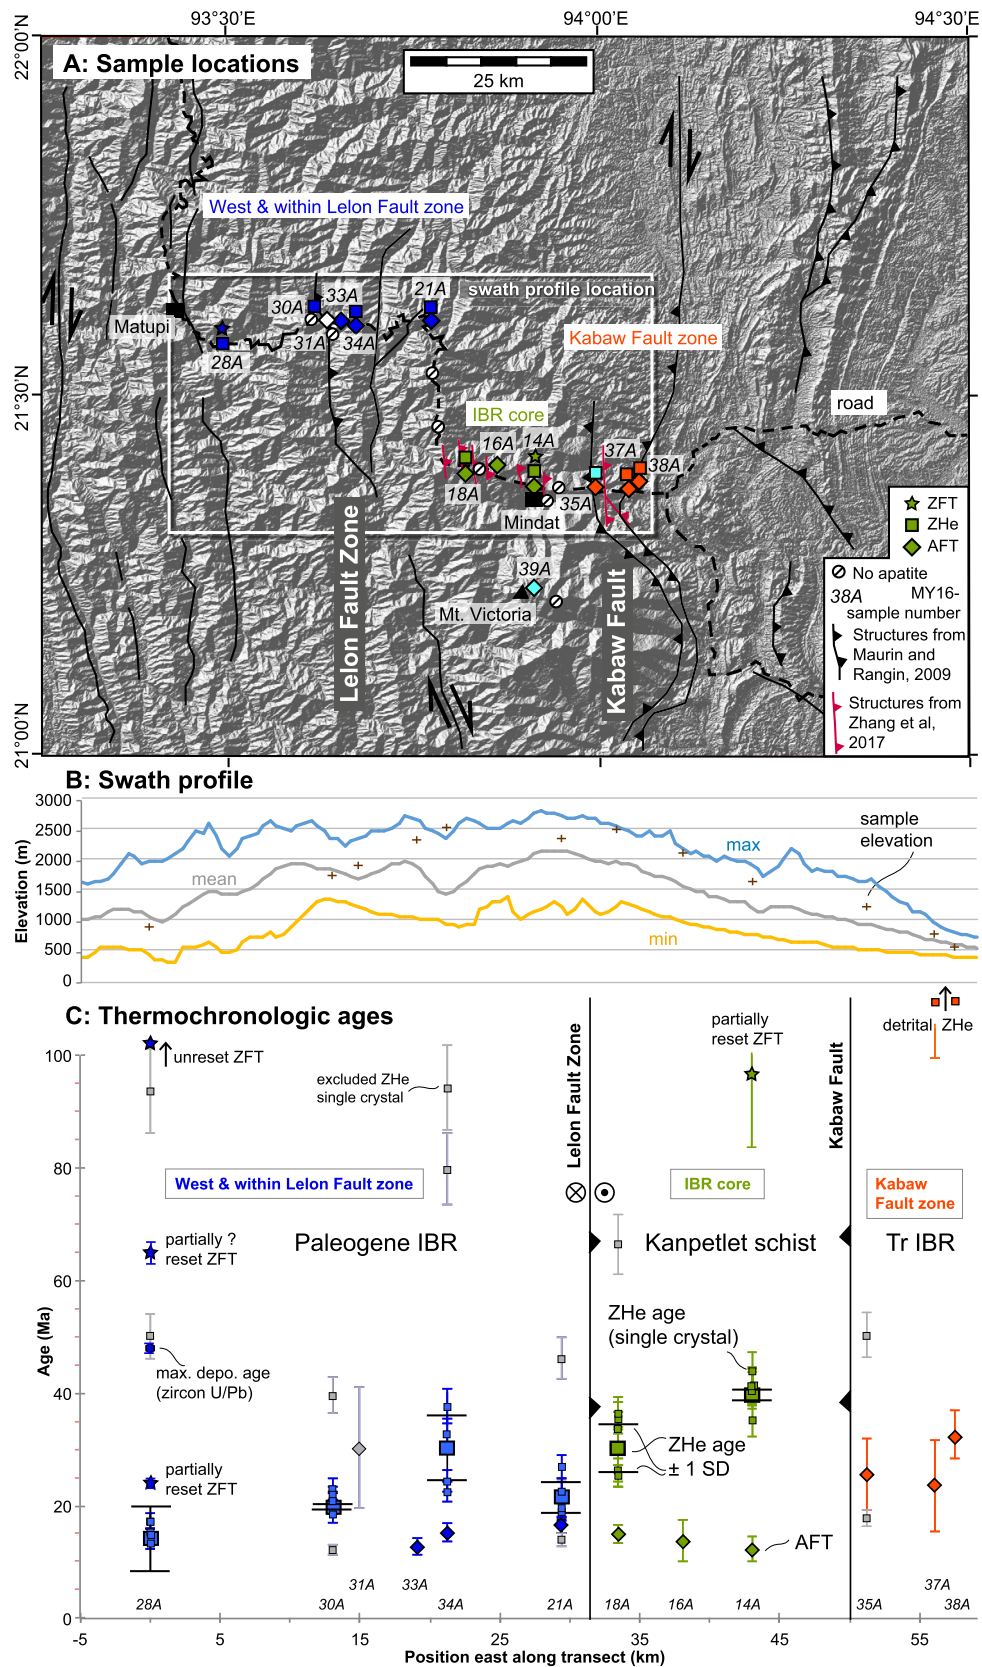 93°30'E
94°00'E
94°30'E
22°00'N
A: Sample locations
25 km
West & within Lelon Fault zone
33A
21A
30A
swath profile location
Matupi
31A
34A
Kabaw Fault zone
28A
21°30'N
road
IBR core
16A
14A
37A
38A
18A
35A
Mindat
ZFT
ZHe
AFT
39A
No apatite
38A
MY16-
sample number
Mt. Victoria
Structures from
Maurin and
Rangin, 2009
Lelon Fault Zone
Kabaw Fault
Structures from
Zhang et al,
2017
21°00'N
B: Swath profile
Elevation (m)
3000
2500
2000
1500
1000
500
0
max
mean
min
sample
elevation
C: Thermochronologic ages
Age (Ma)
100
80
60
40
20
0
unreset ZFT
excluded ZHe
single crystal
Lelon Fault Zone
partially
reset ZFT
Kabaw Fault
detrital ZHe
West & within Lelon Fault zone
IBR core
Kabaw
Fault zone
partially ?
reset ZFT
Paleogene IBR
Kanpetlet schist
Tr IBR
ZHe age
(single crystal)
max. depo. age
(zircon U/Pb)
partially
reset ZFT
ZHe age
± 1 SD
AFT
28A
30A
31A
33A
34A
21A
18A
16A
14A
35A
37A
38A
-5
5
15
25
35
45
55
Position east along transect (km)